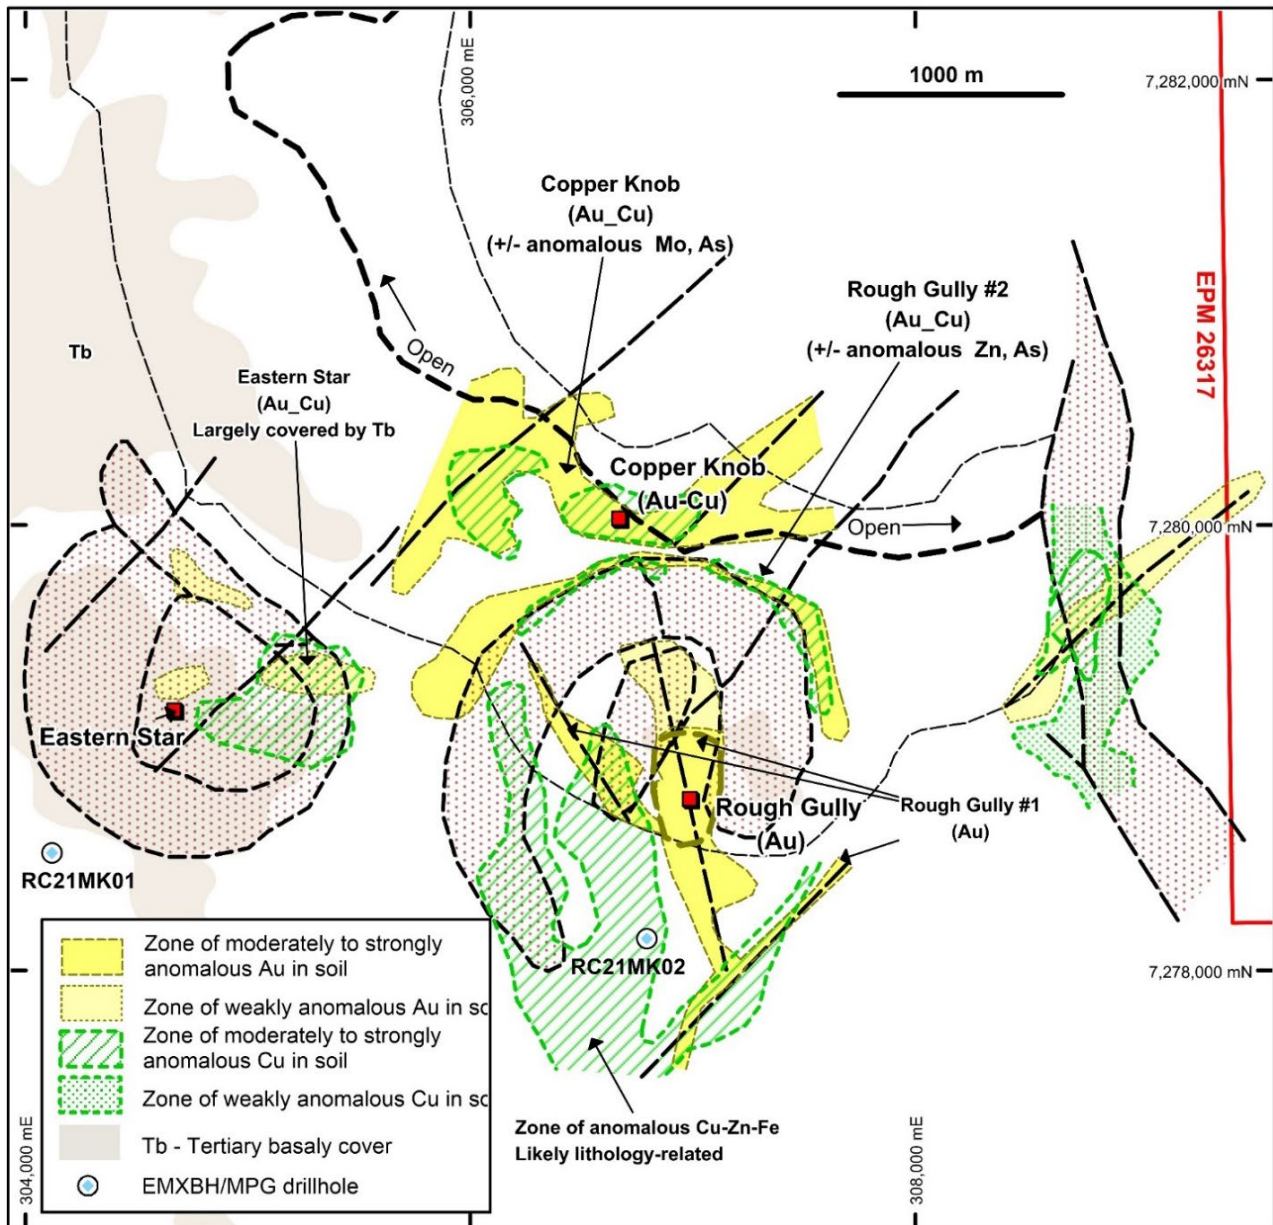 306,000 mE
1000 m
7,282,000 mN
Copper Knob
(Au_Cu)
(+/- anomalous Mo, As)
EPM 26317
Rough Gully #2
(Au_Cu)
(+/- anomalous Zn, As)
Open
Tb
Eastern Star
(Au_Cu)
Largely covered by Tb
Copper Knob
(Au-Cu)
Open
7,280,000 mN
Eastern Star
Rough Gully
(Au)
Rough Gully #1
(Au)
RC21MK01
RC21MK02
7,278,000 mN
Zone of moderately to strongly
anomalous Au in soil
Zone of weakly anomalous Au in so
Zone of moderately to strongly
anomalous Cu in soil
Zone of weakly anomalous Cu in so
Tb - Tertiary basaly cover
EMXBH/MPG drillhole
Zone of anomalous Cu-Zn-Fe
Likely lithology-related
304,000 mE
308,000 mE